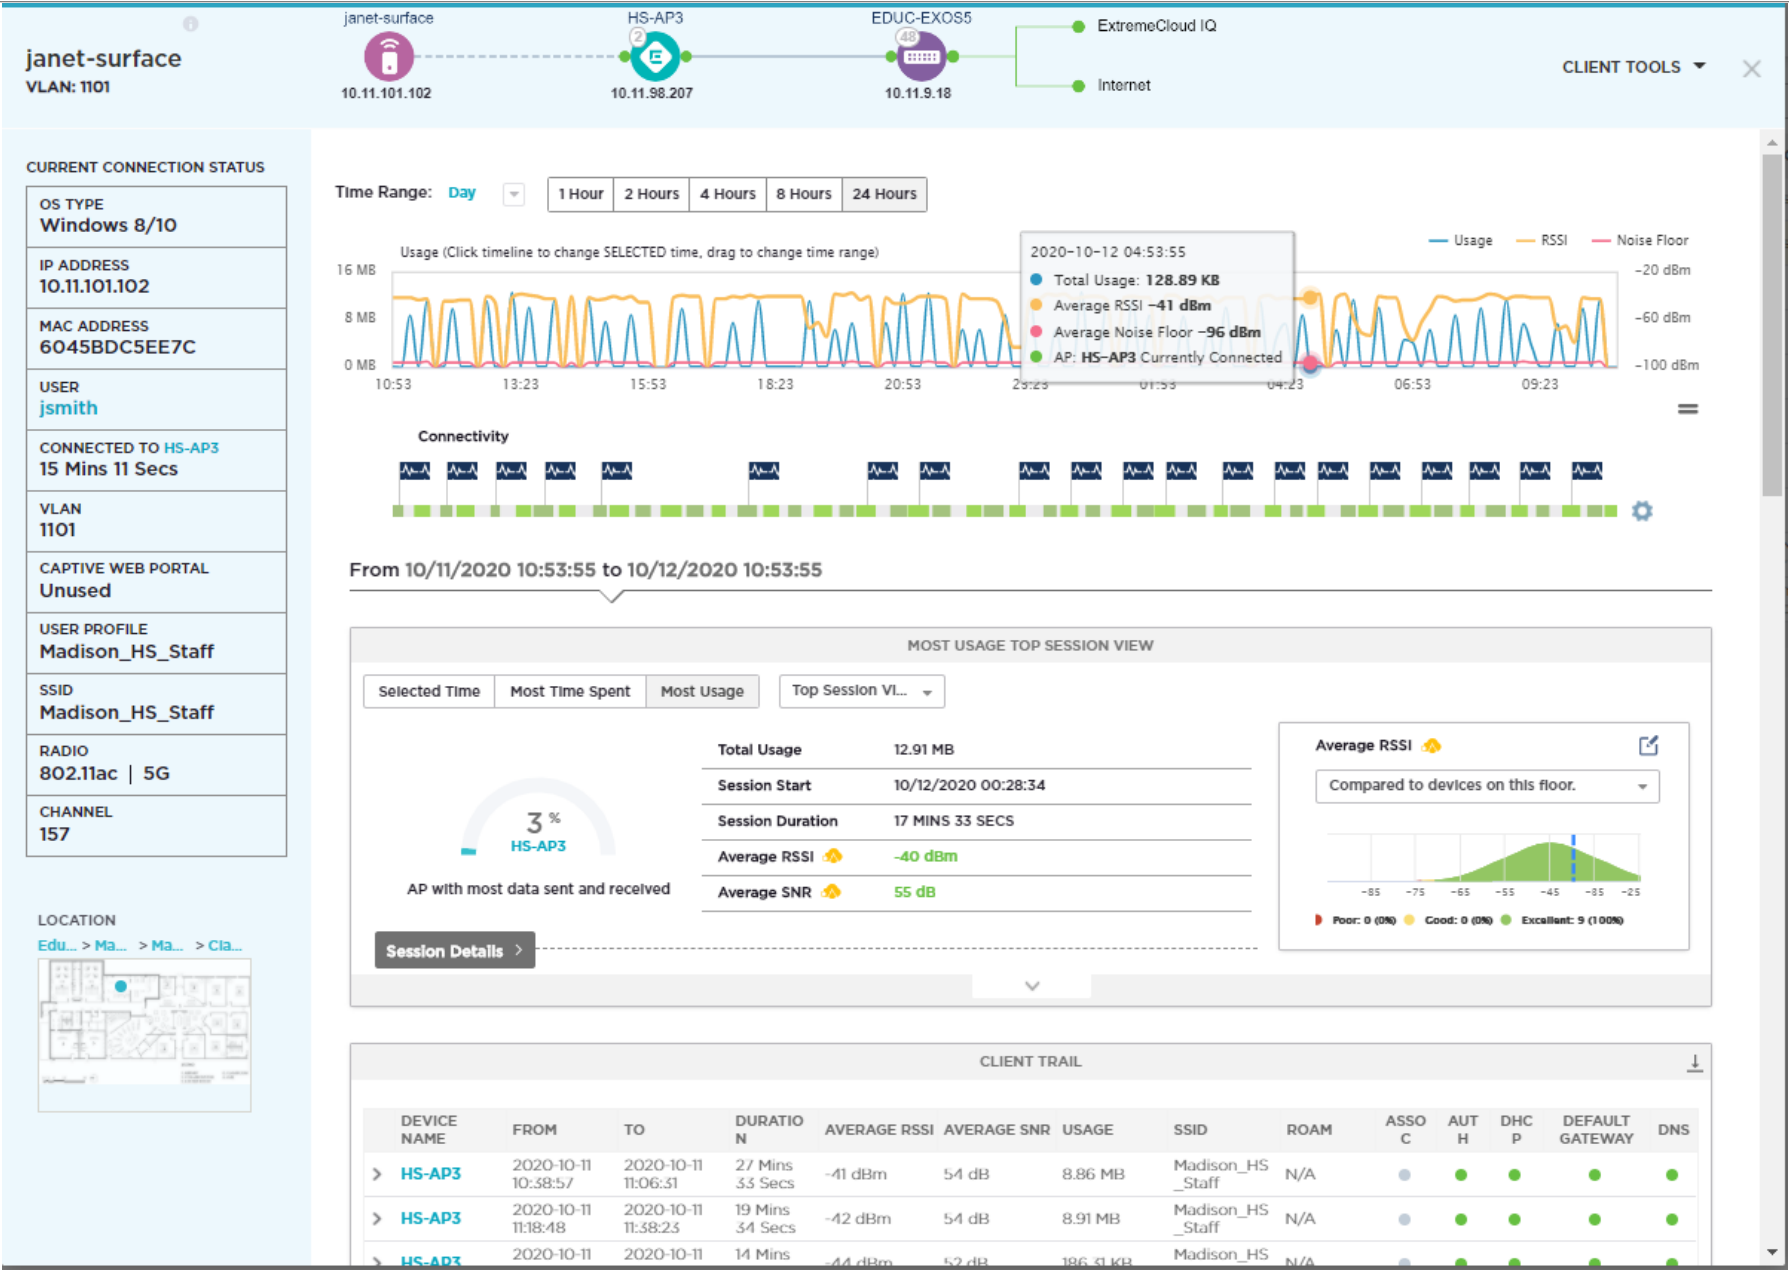 janet-surface
VLAN: 1101
janet-surface
HS-AP3
EDUC-EXOS5
2
48
10.11.101.102
10.11.98.207
10.11.9.18
ExtremeCloud IQ
Internet
CLIENT TOOLS
CURRENT CONNECTION STATUS
OS TYPE
Windows 8/10
IP ADDRESS
10.11.101.102
MAC ADDRESS
6045BDC5EE7C
USER
jsmith
CONNECTED TO HS-AP3
15 Mins 11 Secs
VLAN
1101
CAPTIVE WEB PORTAL
Unused
USER PROFILE
Madison_HS_Staff
SSID
Madison_HS_Staff
RADIO
802.11ac | 5G
CHANNEL
157
LOCATION
Edu... > Ma... > Ma... > Cla...
Time Range: Day
1 Hour 2 Hours 4 Hours 8 Hours 24 Hours
Usage (Click timeline to change SELECTED time, drag to change time range)
Usage RSSI Noise Floor
16 MB
8 MB
0 MB
-20 dBm
-60 dBm
-100 dBm
2020-10-12 04:53:55
Total Usage: 128.89 KB
Average RSSI -41 dBm
Average Noise Floor -96 dBm
AP: HS-AP3 Currently Connected
10:53 13:23 15:53 18:23 20:53 23:23 01:53 04:23 06:53 09:23
Connectivity
From 10/11/2020 10:53:55 to 10/12/2020 10:53:55
MOST USAGE TOP SESSION VIEW
Selected Time Most Time Spent Most Usage Top Session Vi...
3 %
HS-AP3
AP with most data sent and received
Total Usage 12.91 MB
Session Start 10/12/2020 00:28:34
Session Duration 17 MINS 33 SECS
Average RSSI -40 dBm
Average SNR 55 dB
Session Details
Average RSSI
Compared to devices on this floor.
-85 -75 -65 -55 -45 -35 -25
Poor: 0 (0%) Good: 0 (0%) Excellent: 9 (100%)
CLIENT TRAIL
DEVICE NAME FROM TO DURATION AVERAGE RSSI AVERAGE SNR USAGE SSID ROAM ASSOC AUTH DHCP DEFAULT GATEWAY DNS
HS-AP3 2020-10-11 10:38:57 2020-10-11 11:06:31 27 Mins 33 Secs -41 dBm 54 dB 8.86 MB Madison_HS_Staff N/A
HS-AP3 2020-10-11 11:18:48 2020-10-11 11:38:23 19 Mins 34 Secs -42 dBm 54 dB 8.91 MB Madison_HS_Staff N/A
HS-AP3 2020-10-11 2020-10-11 14 Mins -44 dBm 52 dB 186.31 KB Madison_HS N/A